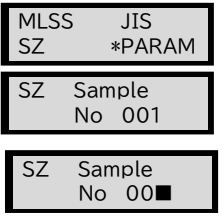 MLSS JIS
SZ *PARAM
SZ Sample
No 001
SZ Sample
No 00■